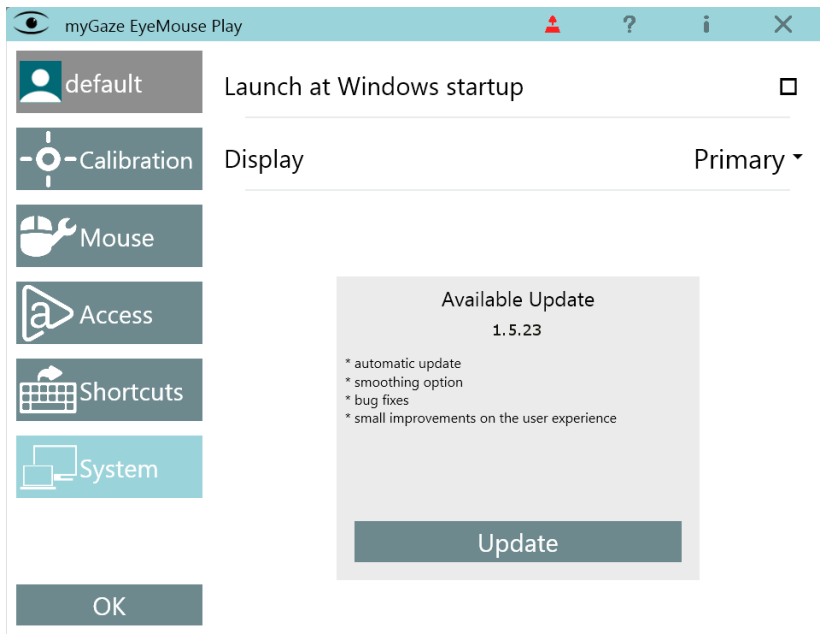 myGaze EyeMouse Play
?
i
default
Launch at Windows startup
Calibration
Display
Primary
Mouse
a Access
Shortcuts
System
Available Update
1.5.23
* automatic update
* smoothing option
* bug fixes
* small improvements on the user experience
Update
OK